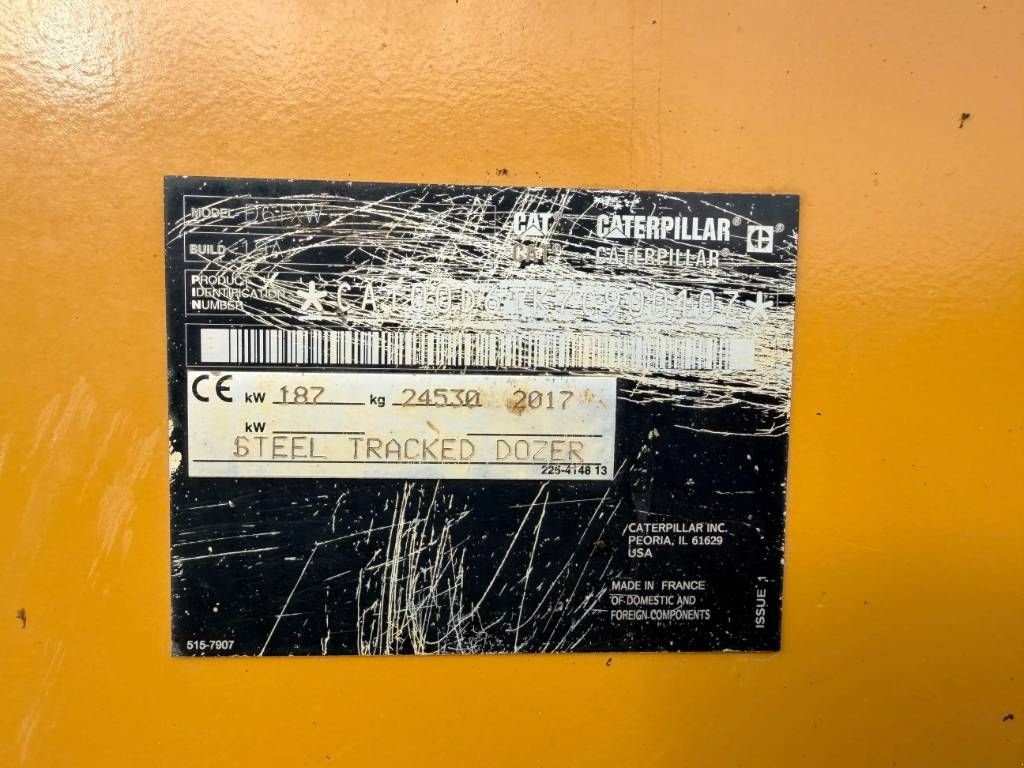 MODEL D6TXW
CAT® CATERPILLAR®
BUILD
CAT® CATERPILLAR®
PRODUCT
IDENTIFICATION
NUMBER
CE kW 187 kg 24530 2017
kW
STEEL TRACKED DOZER
225-4148 13
CATERPILLAR INC.
PEORIA, IL 61629
USA
MADE IN FRANCE
OF DOMESTIC AND
FOREIGN COMPONENTS
ISSUE 1
515-7907